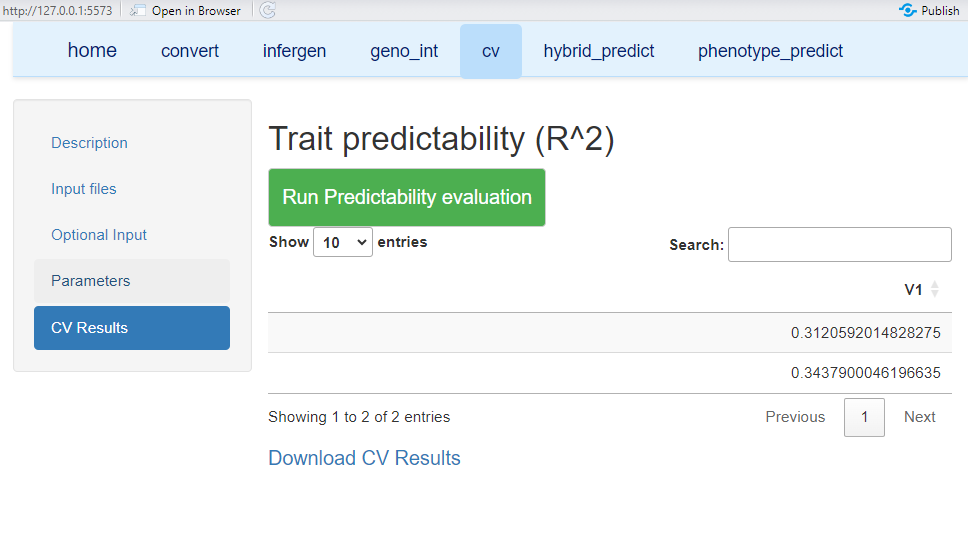 http://127.0.0.1:5573 Open in Browser Publish
home convert infergen geno_int cv hybrid_predict phenotype_predict
Description
Input files
Optional Input
Parameters
CV Results
Trait predictability (R^2)
Run Predictability evaluation
Show 10 entries
Search:
V1
0.3120592014828275
0.3437900046196635
Showing 1 to 2 of 2 entries
Previous 1 Next
Download CV Results